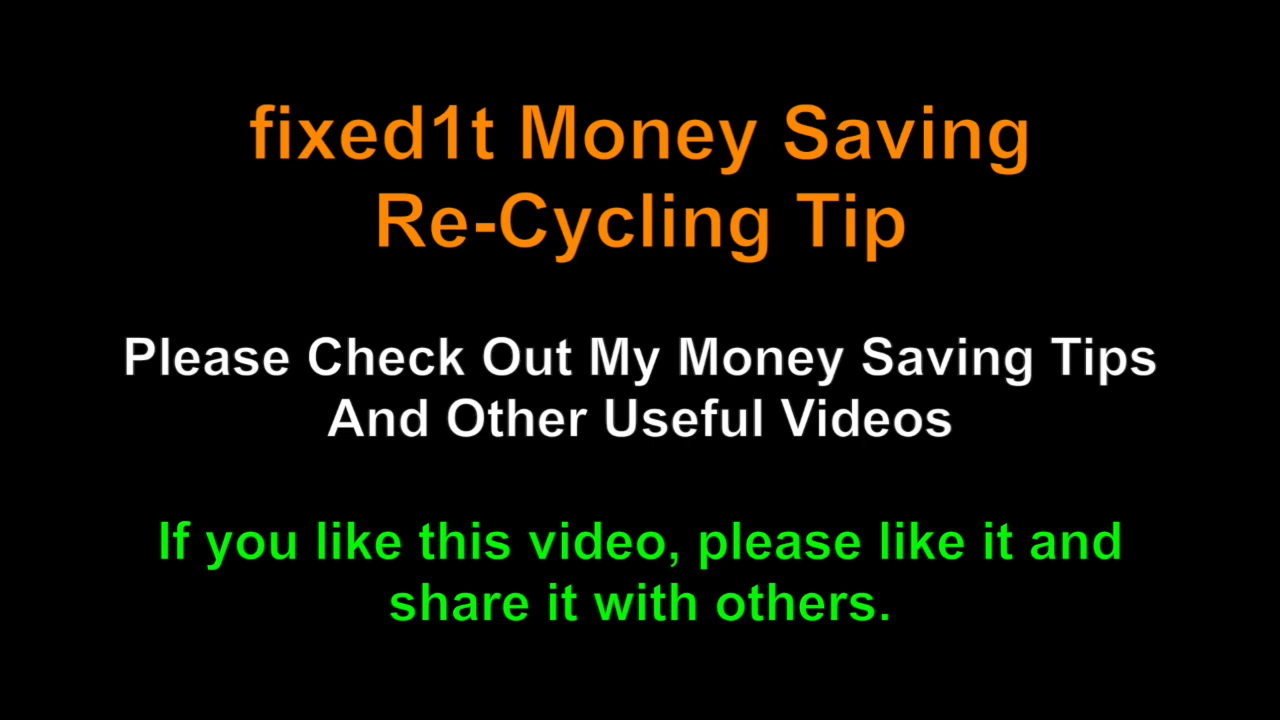 fixed1t Money Saving
Re-Cycling Tip
Please Check Out My Money Saving Tips
And Other Useful Videos
If you like this video, please like it and
share it with others.